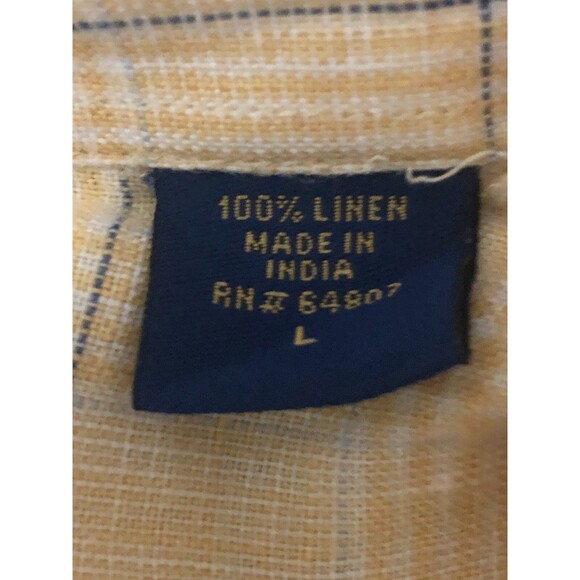 100% LINEN
MADE IN
INDIA
RN# 64807
L